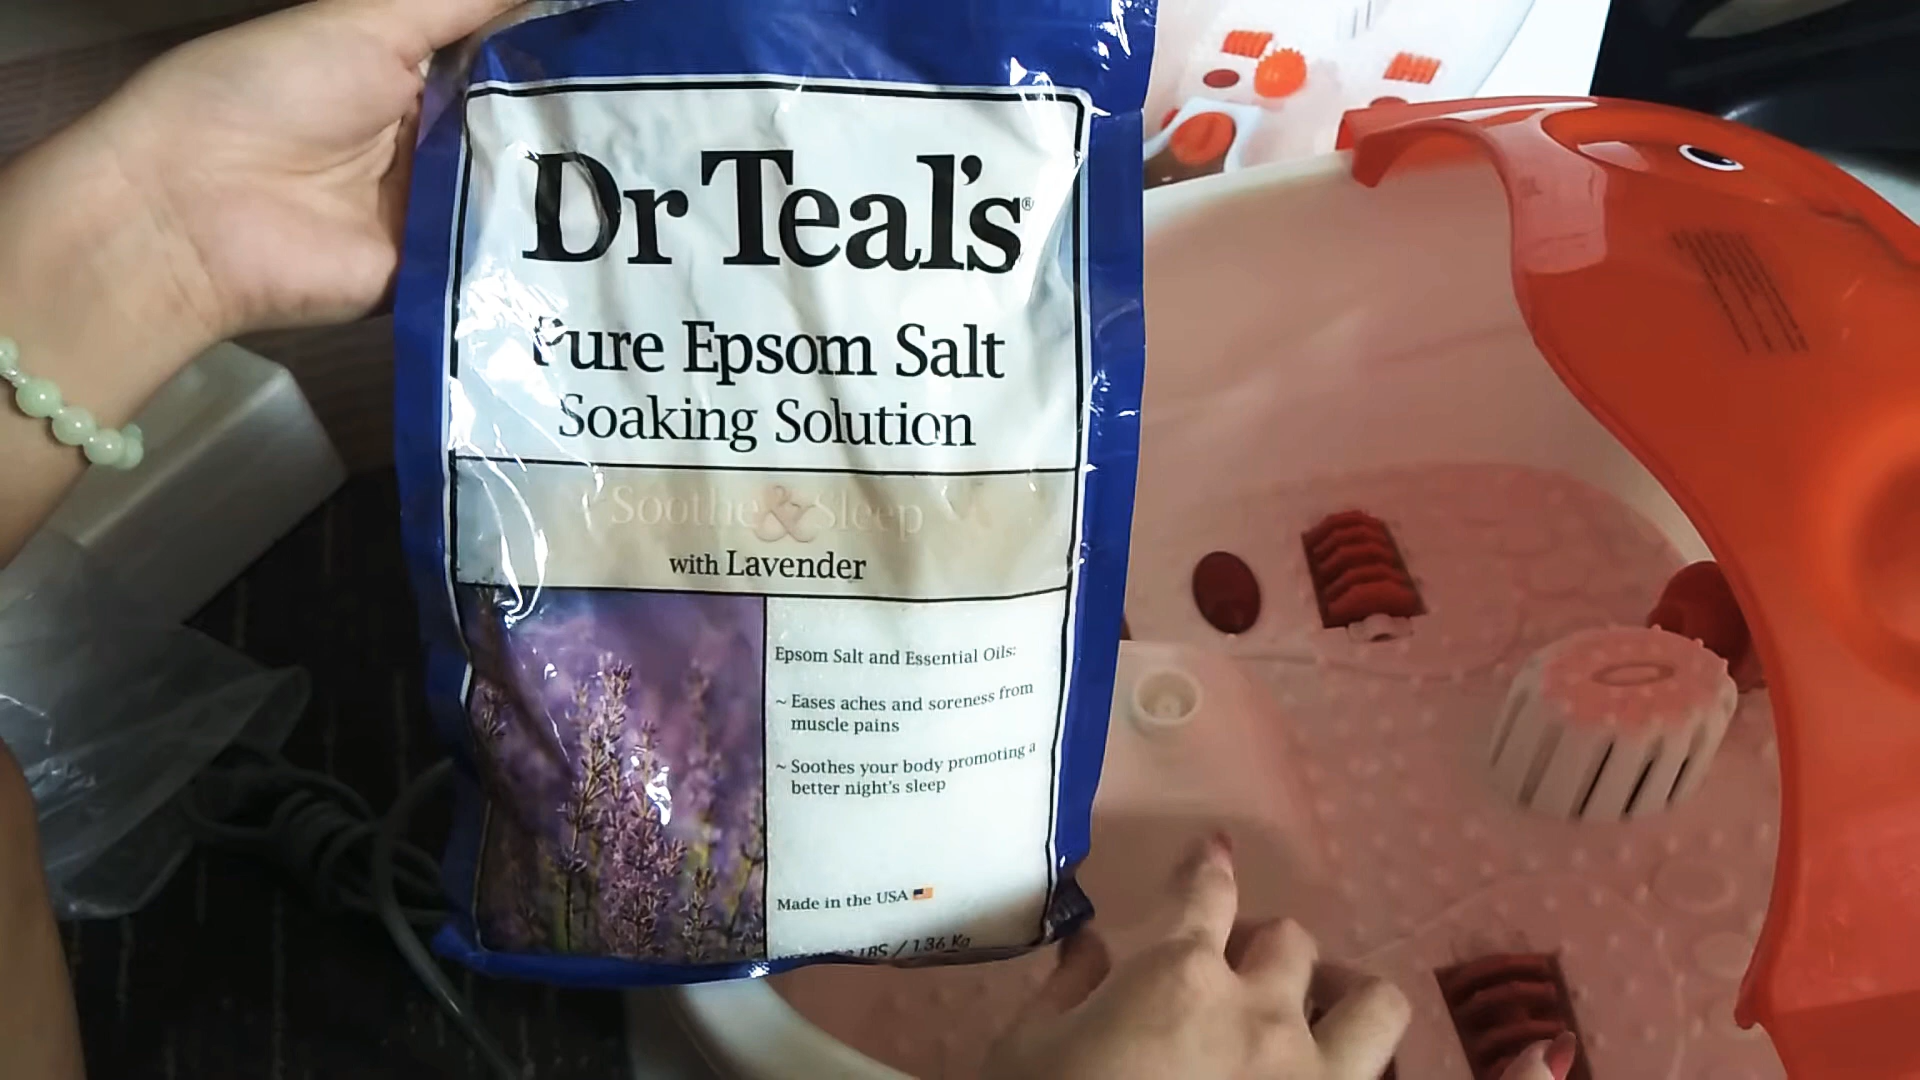 Dr Teal's®
Pure Epsom Salt
Soaking Solution
Soothe & Sleep
with Lavender
Epsom Salt and Essential Oils:
~ Eases aches and soreness from
muscle pains
~ Soothes your body promoting a
better night's sleep
Made in the USA
LBS / 1.36 Kg